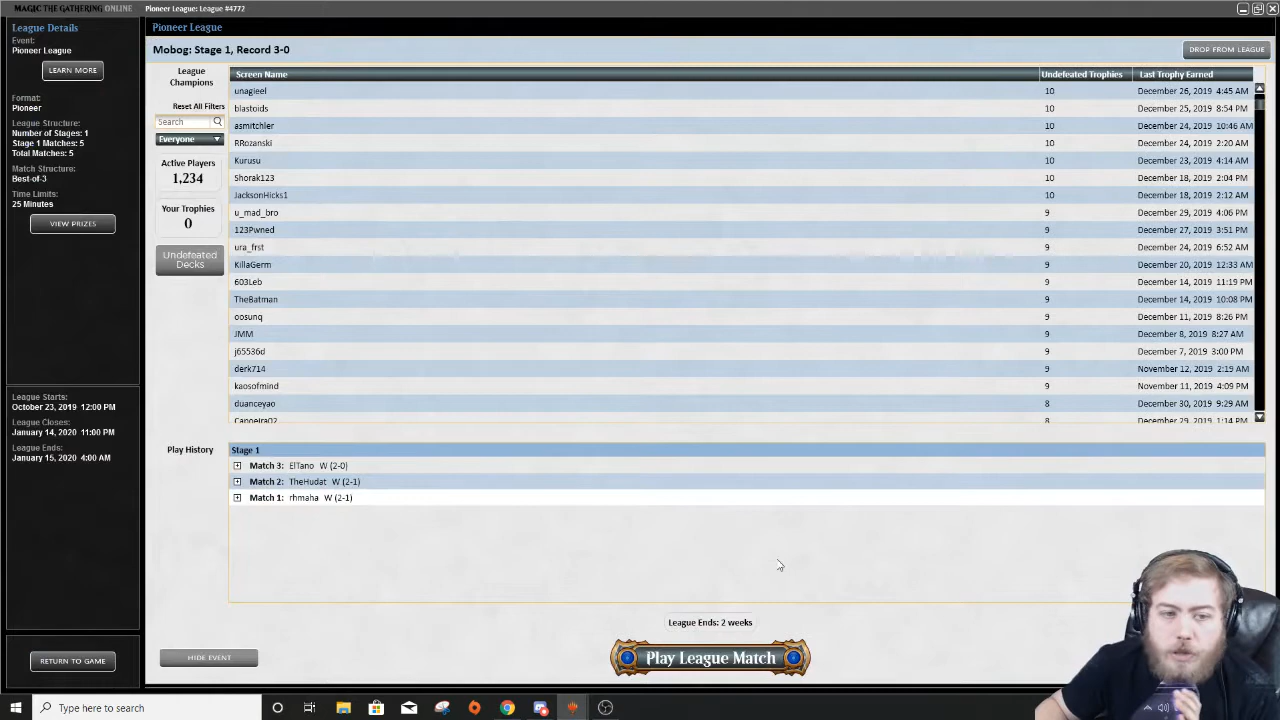 MAGIC THE GATHERING ONLINE Pioneer League: League #4772
League Details
Event:
Pioneer League
LEARN MORE
Format:
Pioneer
League Structure:
Number of Stages: 1
Stage 1 Matches: 5
Total Matches: 5
Match Structure:
Best-of-3
Time Limits:
25 Minutes
VIEW PRIZES
League Starts:
October 23, 2019 12:00 PM
League Closes:
January 14, 2020 11:00 PM
League Ends:
January 15, 2020 4:00 AM
RETURN TO GAME
Pioneer League
Mobog: Stage 1, Record 3-0
DROP FROM LEAGUE
League
Champions
Reset All Filters
Search
Everyone
Active Players
1,234
Your Trophies
0
Undefeated
Decks
Screen Name Undefeated Trophies Last Trophy Earned
unagieel 10 December 26, 2019 4:45 AM
blastoids 10 December 25, 2019 8:54 PM
asmitchler 10 December 24, 2019 10:46 AM
RRozanski 10 December 24, 2019 2:20 AM
Kurusu 10 December 23, 2019 4:14 AM
Shorak123 10 December 18, 2019 2:04 PM
JacksonHicks1 10 December 18, 2019 2:12 AM
u_mad_bro 9 December 29, 2019 4:06 PM
123Pwned 9 December 27, 2019 3:51 PM
ura_frst 9 December 24, 2019 6:52 AM
KillaGerm 9 December 20, 2019 12:33 AM
603Leb 9 December 14, 2019 11:19 PM
TheBatman 9 December 14, 2019 10:08 PM
oosunq 9 December 11, 2019 8:26 PM
JMM 9 December 8, 2019 8:27 AM
j65536d 9 December 7, 2019 3:00 PM
derk714 9 November 12, 2019 2:19 AM
kaosofmind 9 November 11, 2019 4:09 PM
duanceyao 8 December 30, 2019 9:29 AM
Capoeira02 8 December 29, 2019 1:14 PM
Play History
Stage 1
Match 3: ElTano W (2-0)
Match 2: TheHudat W (2-1)
Match 1: rhmaha W (2-1)
League Ends: 2 weeks
HIDE EVENT
Play League Match
Type here to search